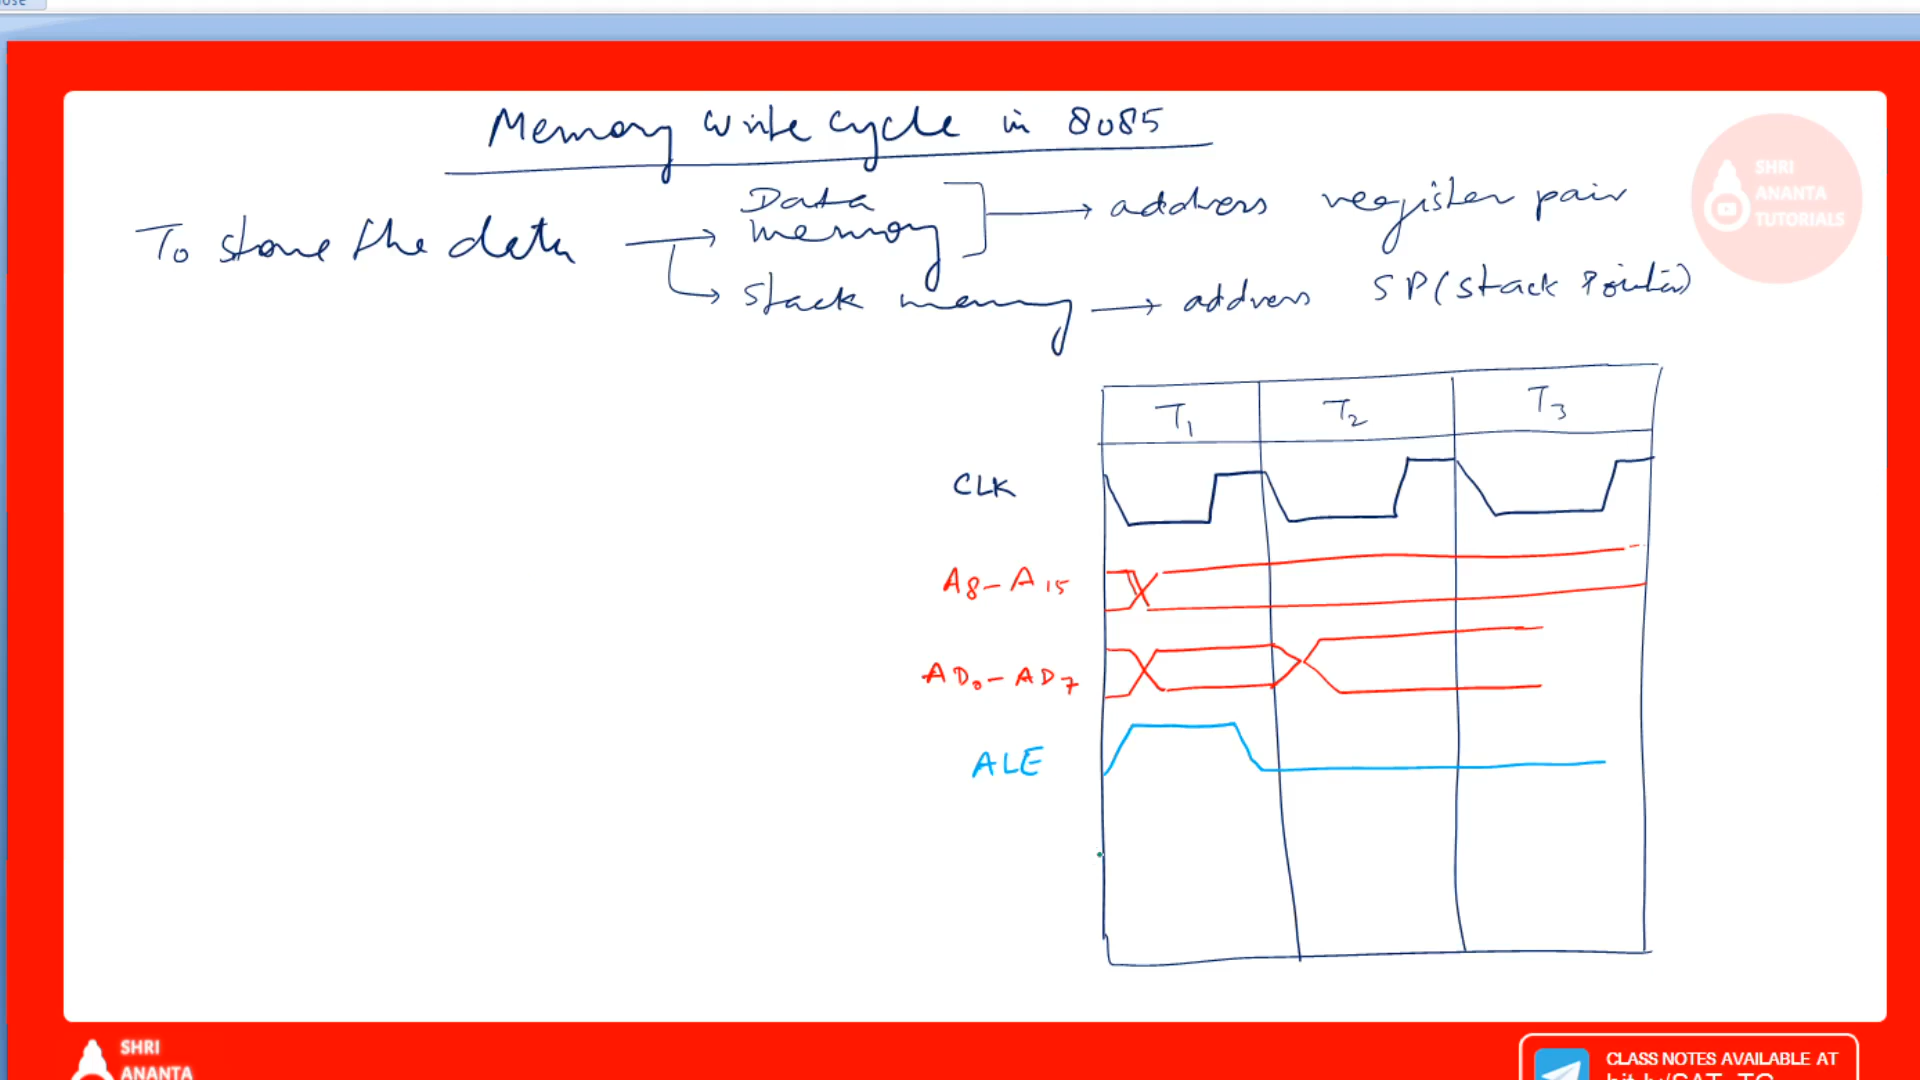 Memory write cycle in 8085
Data
memory → address register pair
To store the data
Stack memory → address SP (Stack Pointer)
T1 T2 T3
CLK
A8 - A15
AD0 - AD7
ALE
SHRI
ANANTA
TUTORIALS
SHRI
ANANTA
CLASS NOTES AVAILABLE AT